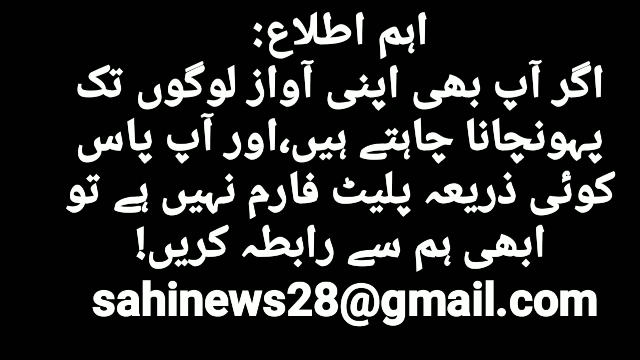 اہم اطلاع:
اگر آپ بھی اپنی آواز لوگوں تک
پہونچانا چاہتے ہیں،اور آپ پاس
کوئی ذریعہ پلیٹ فارم نہیں ہے تو
ابھی ہم سے رابطہ کریں!
sahinews28@gmail.com